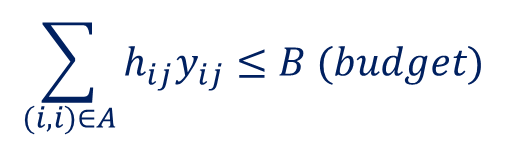 ∑ h_{ij} y_{ij} ≤ B (budget)
(i,i)∈A